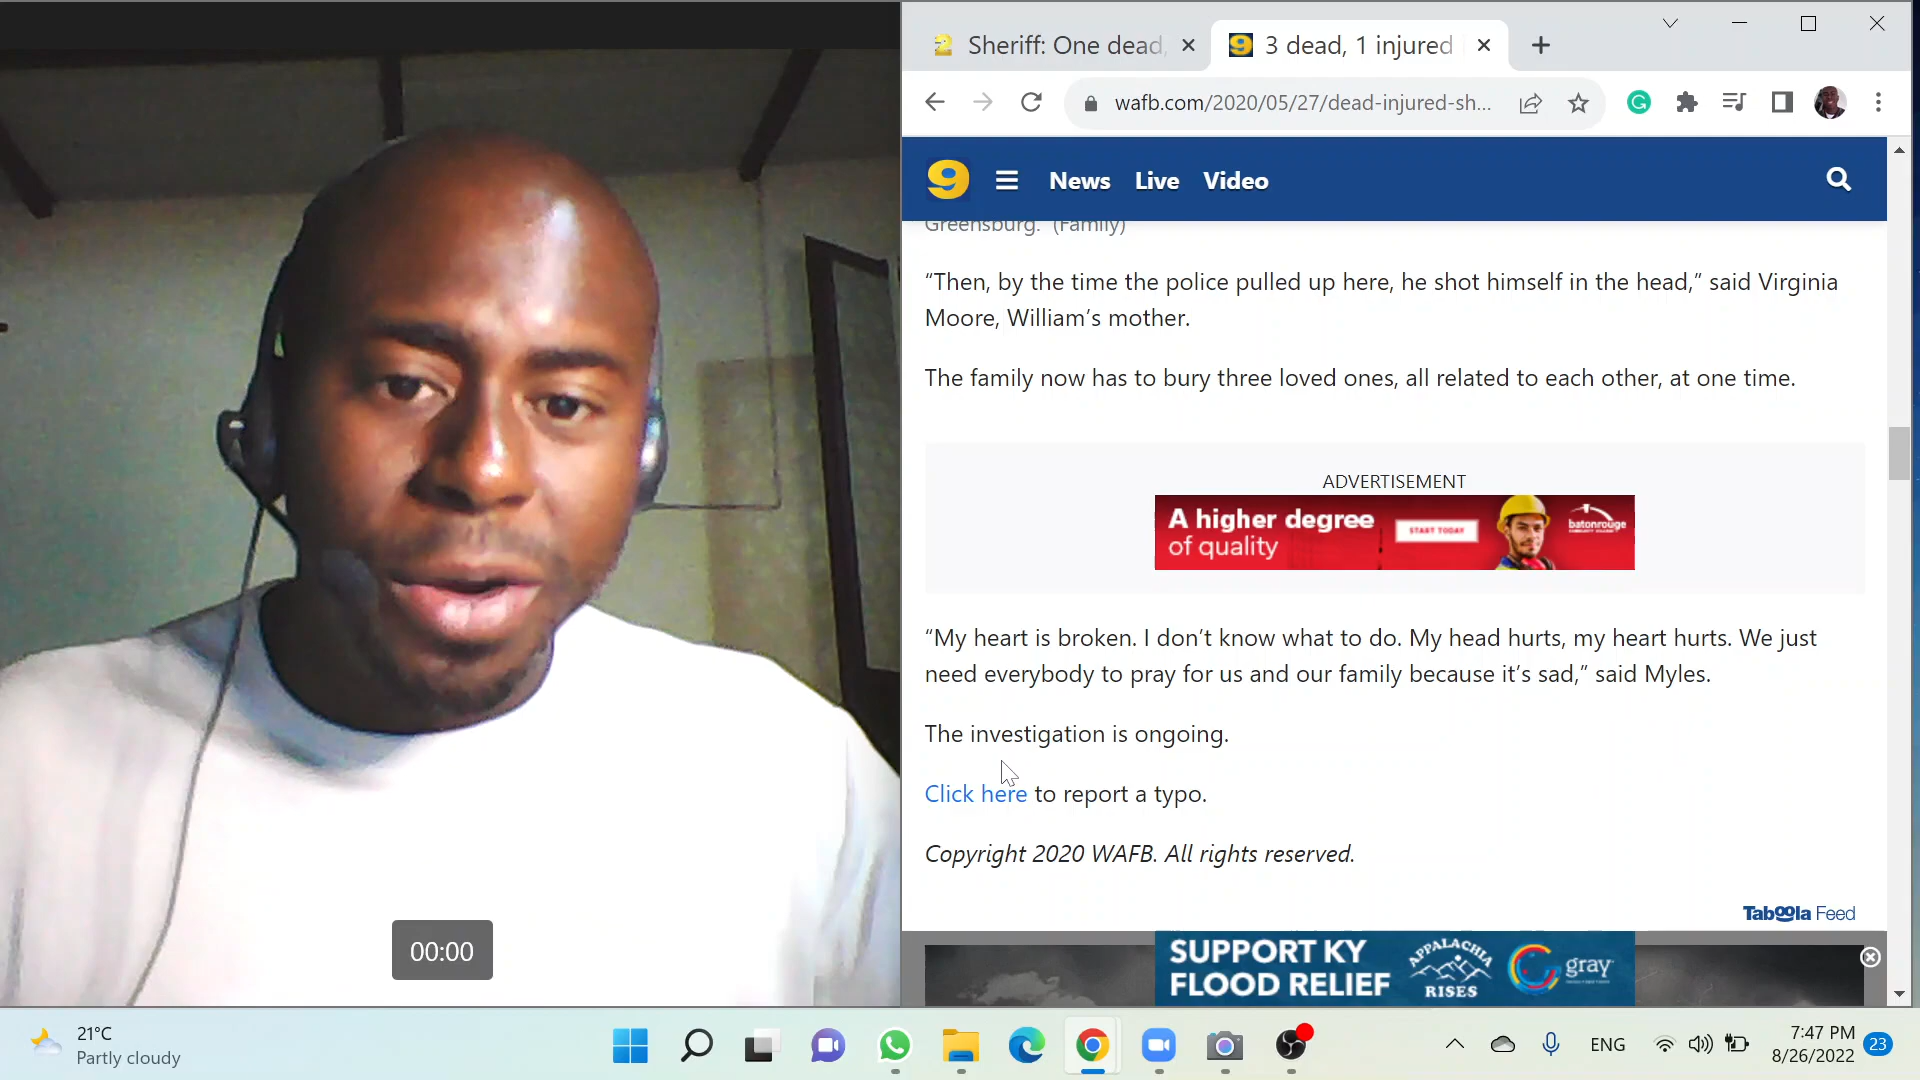 Sheriff: One dead,
3 dead, 1 injured
wafb.com/2020/05/27/dead-injured-sh...
9 News Live Video
Greensburg. (Family)
“Then, by the time the police pulled up here, he shot himself in the head,” said Virginia
Moore, William’s mother.
The family now has to bury three loved ones, all related to each other, at one time.
ADVERTISEMENT
A higher degree
of quality
START TODAY
batonrouge
“My heart is broken. I don’t know what to do. My head hurts, my heart hurts. We just
need everybody to pray for us and our family because it’s sad,” said Myles.
The investigation is ongoing.
Click here to report a typo.
Copyright 2020 WAFB. All rights reserved.
Taboola Feed
SUPPORT KY
FLOOD RELIEF
APPALACHIA
RISES
gray
00:00
21°C
Partly cloudy
ENG
7:47 PM
8/26/2022
23